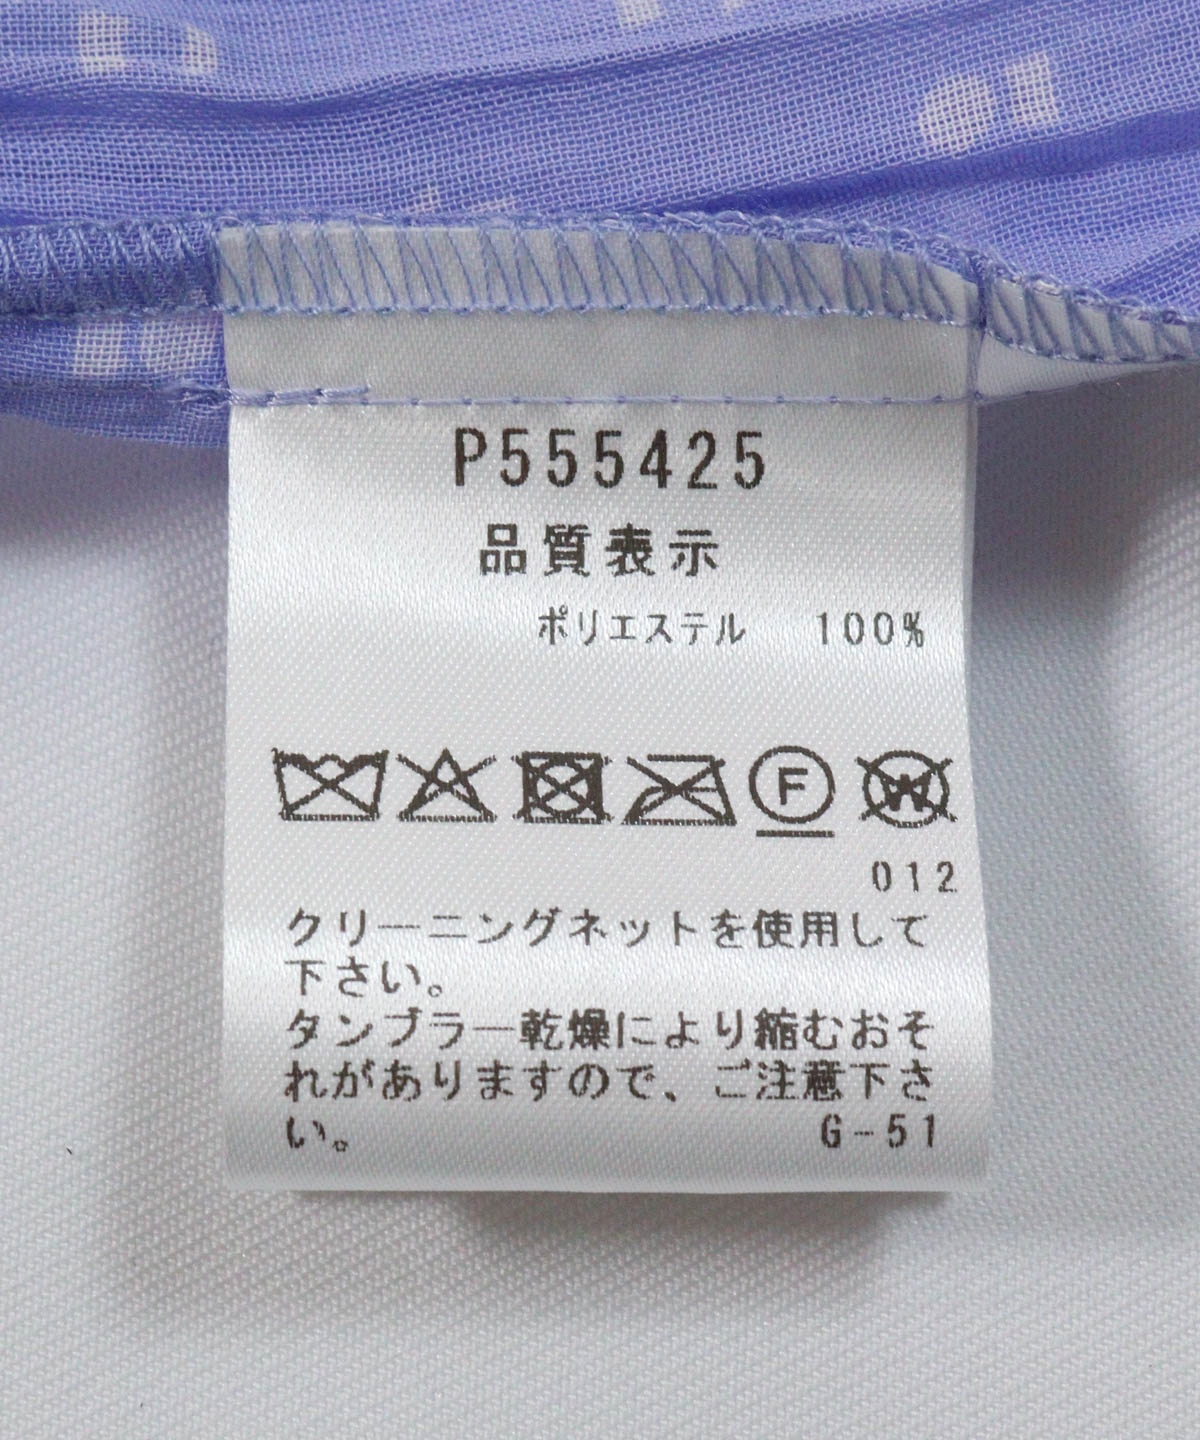 P555425
品質表示
ポリエステル 100%
F W
012
クリーニングネットを使用して
下さい。
タンブラー乾燥により縮むおそ
れがありますので、ご注意下さ
い。 G-51